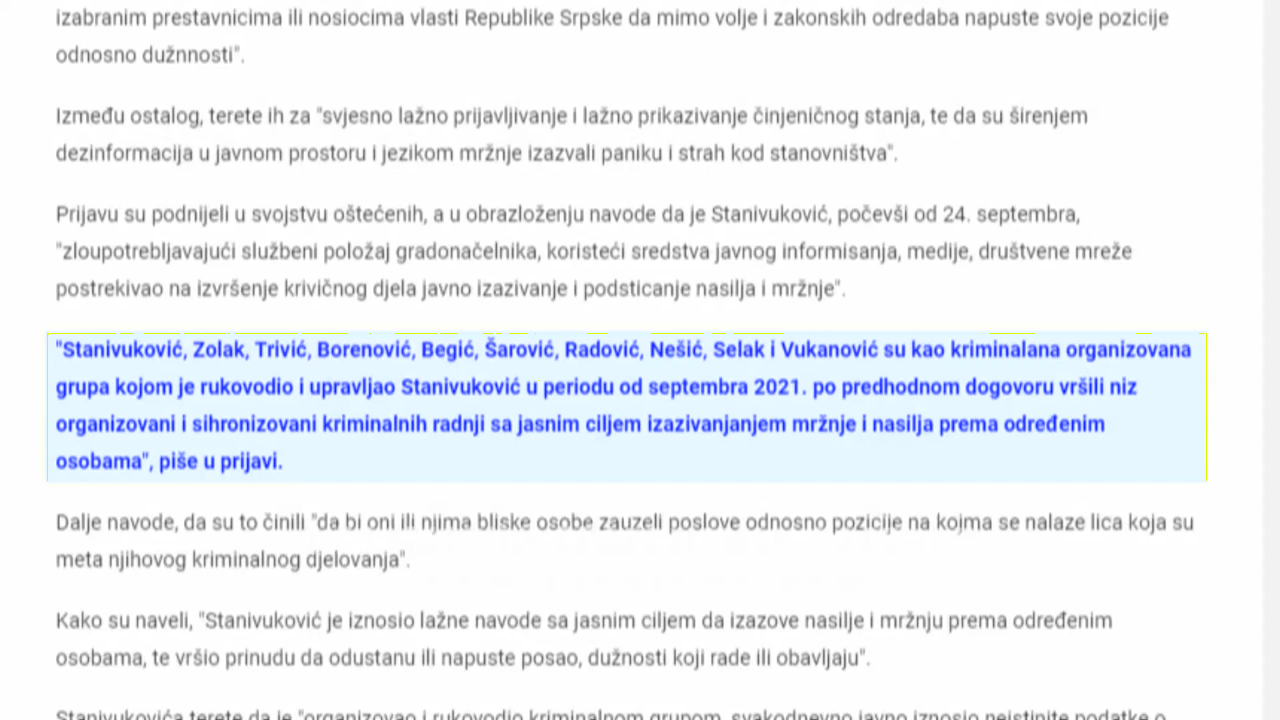 izabranim prestavnicima ili nosiocima vlasti Republike Srpske da mimo volje i zakonskih odredaba napuste svoje pozicije
odnosno dužnnosti".
Između ostalog, terete ih za "svjesno lažno prijavljivanje i lažno prikazivanje činjeničnog stanja, te da su širenjem
dezinformacija u javnom prostoru i jezikom mržnje izazvali paniku i strah kod stanovništva".
Prijavu su podnijeli u svojstvu oštećenih, a u obrazloženju navode da je Stanivuković, počevši od 24. septembra,
"zloupotrebljavajući službeni položaj gradonačelnika, koristeći sredstva javnog informisanja, medije, društvene mreže
postrekivao na izvršenje krivičnog djela javno izazivanje i podsticanje nasilja i mržnje".
"Stanivuković, Zolak, Trivić, Borenović, Begić, Šarović, Radović, Nešić, Selak i Vukanović su kao kriminalana organizovana
grupa kojom je rukovodio i upravljao Stanivuković u periodu od septembra 2021. po predhodnom dogovoru vršili niz
organizovani i sihronizovani kriminalnih radnji sa jasnim ciljem izazivanjanjem mržnje i nasilja prema određenim
osobama", piše u prijavi.
Dalje navode, da su to činili "da bi oni ili njima bliske osobe zauzeli poslove odnosno pozicije na kojma se nalaze lica koja su
meta njihovog kriminalnog djelovanja".
Kako su naveli, "Stanivuković je iznosio lažne navode sa jasnim ciljem da izazove nasilje i mržnju prema određenim
osobama, te vršio prinudu da odustanu ili napuste posao, dužnosti koji rade ili obavljaju".
Stanivukovića terete da je "organizovao i rukovodio kriminalnom grupom, svakodnevno javno iznosio neistinite podatke o